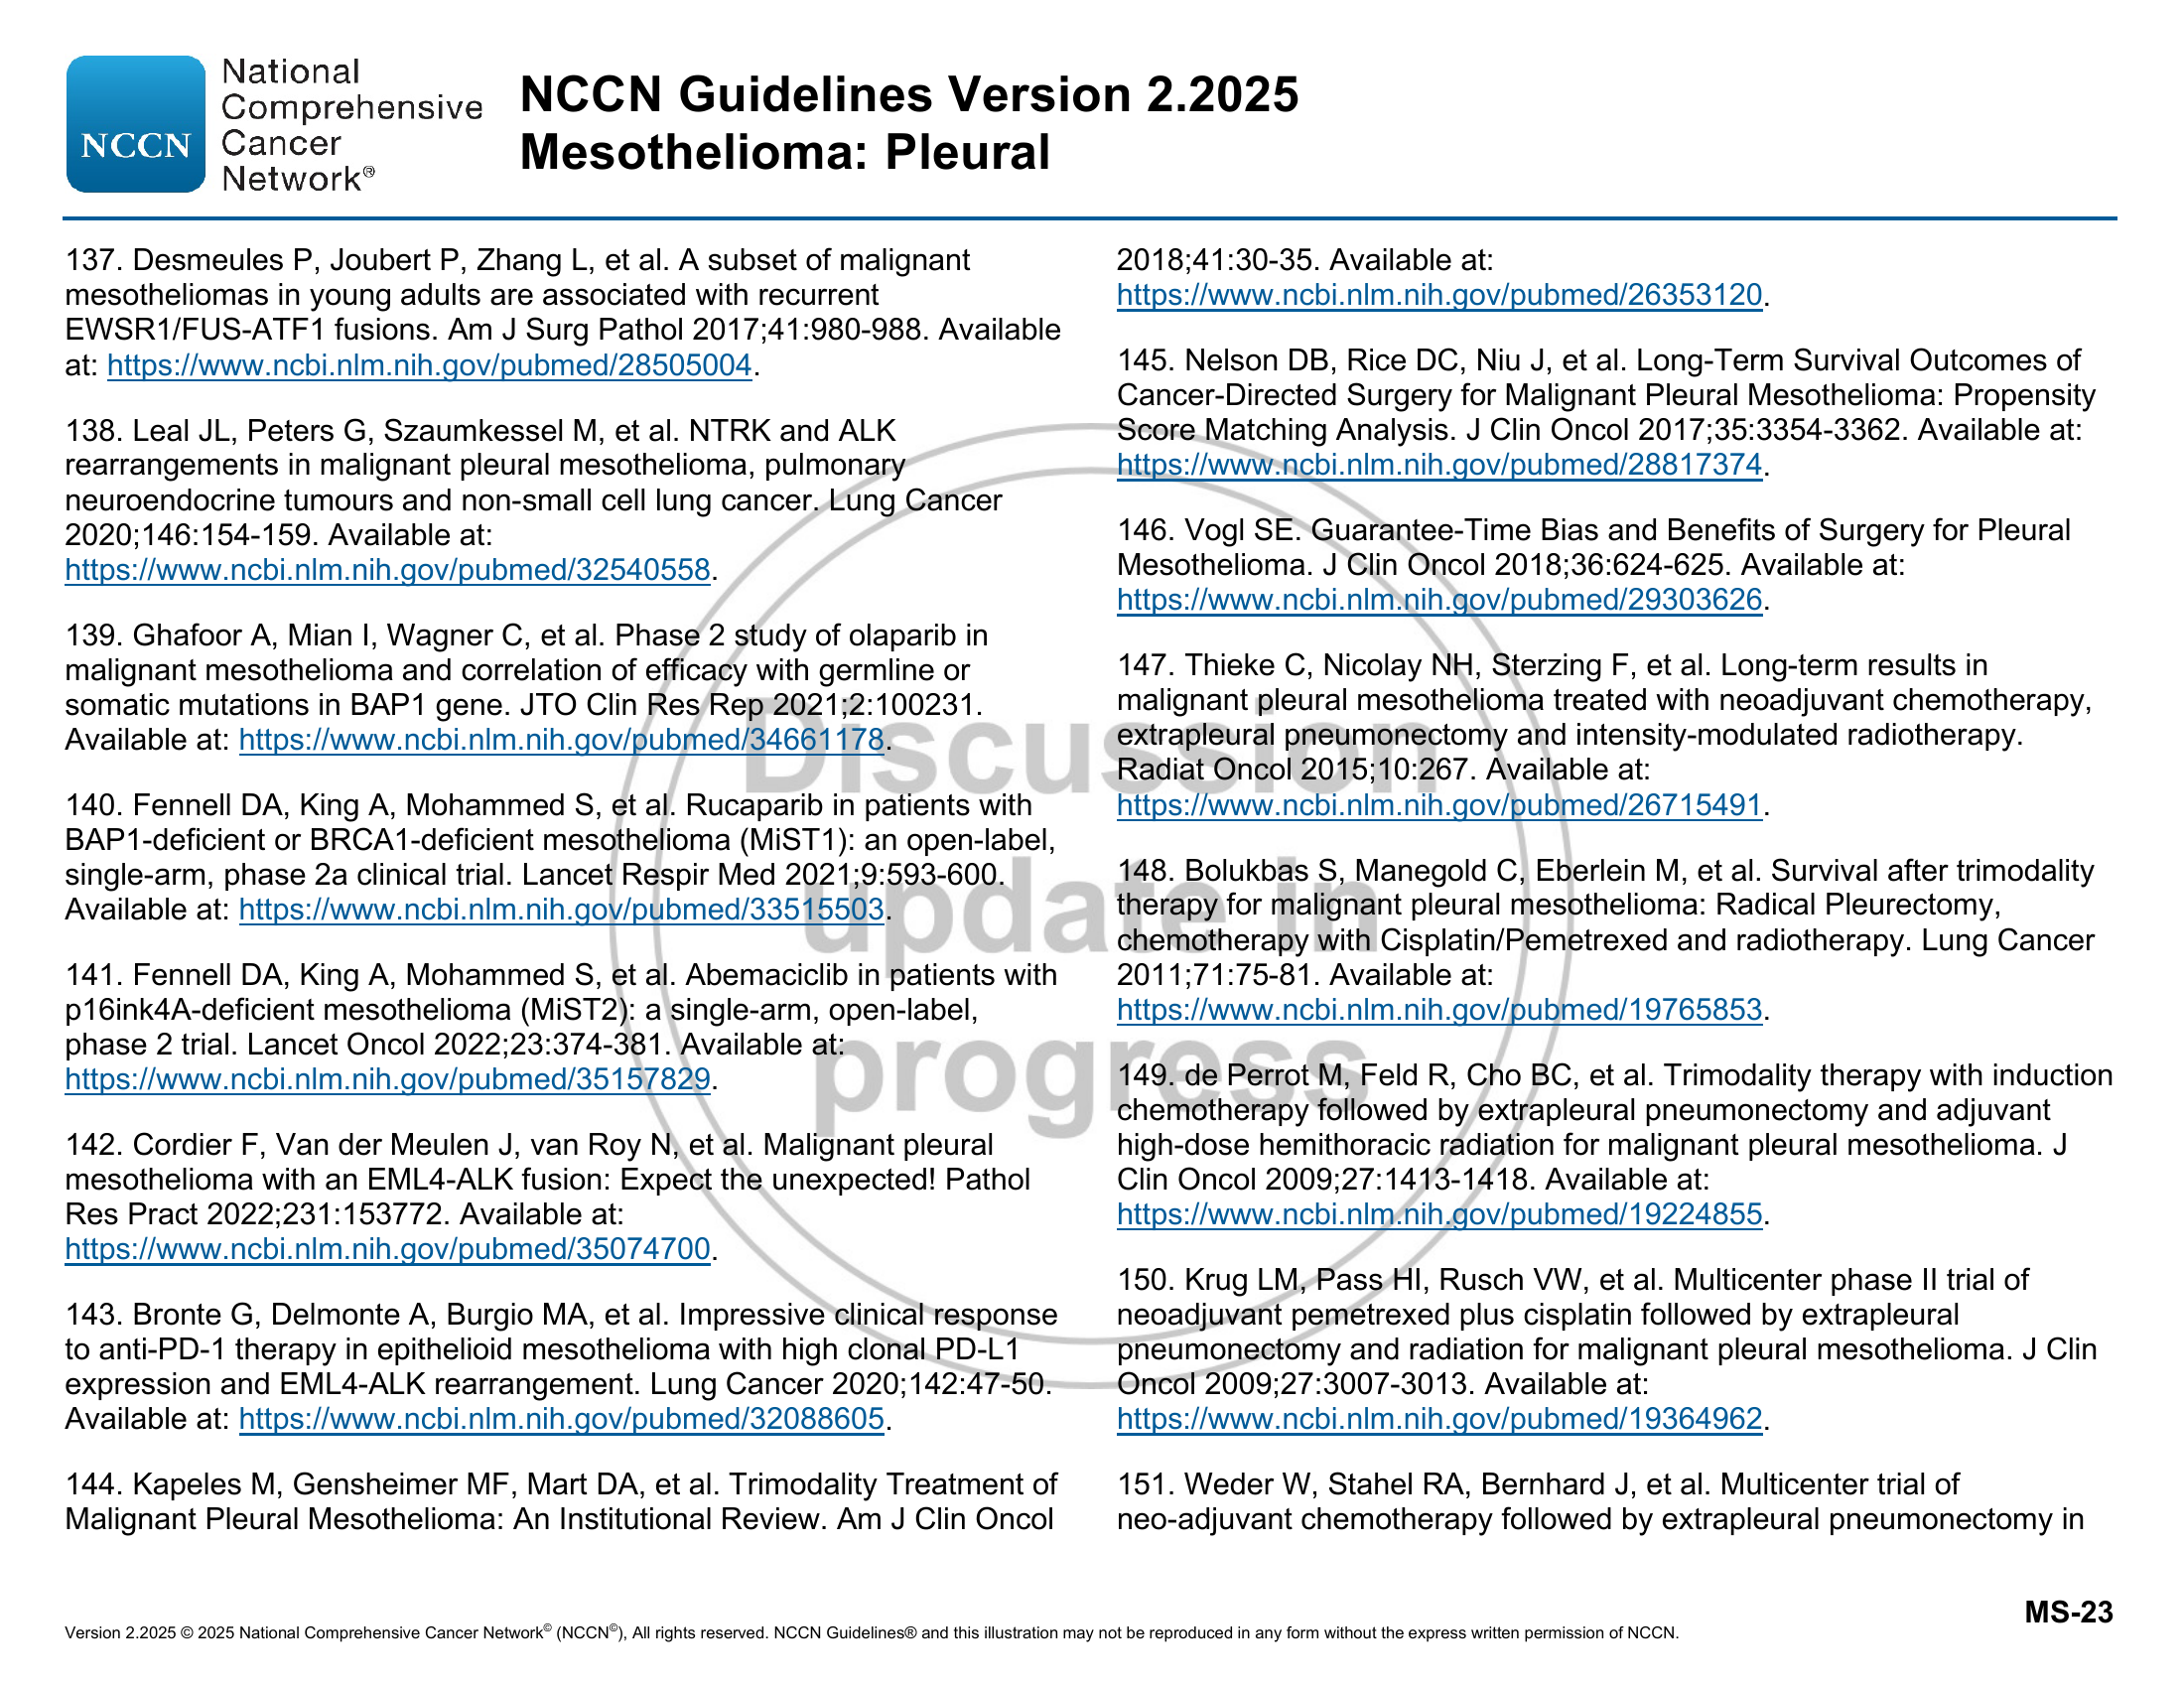 NCCN
National
Comprehensive
Cancer
Network®
NCCN Guidelines Version 2.2025
Mesothelioma: Pleural
137. Desmeules P, Joubert P, Zhang L, et al. A subset of malignant
mesotheliomas in young adults are associated with recurrent
EWSR1/FUS-ATF1 fusions. Am J Surg Pathol 2017;41:980-988. Available
at: https://www.ncbi.nlm.nih.gov/pubmed/28505004.
138. Leal JL, Peters G, Szaumkessel M, et al. NTRK and ALK
rearrangements in malignant pleural mesothelioma, pulmonary
neuroendocrine tumours and non-small cell lung cancer. Lung Cancer
2020;146:154-159. Available at:
https://www.ncbi.nlm.nih.gov/pubmed/32540558.
139. Ghafoor A, Mian I, Wagner C, et al. Phase 2 study of olaparib in
malignant mesothelioma and correlation of efficacy with germline or
somatic mutations in BAP1 gene. JTO Clin Res Rep 2021;2:100231.
Available at: https://www.ncbi.nlm.nih.gov/pubmed/34661178.
140. Fennell DA, King A, Mohammed S, et al. Rucaparib in patients with
BAP1-deficient or BRCA1-deficient mesothelioma (MiST1): an open-label,
single-arm, phase 2a clinical trial. Lancet Respir Med 2021;9:593-600.
Available at: https://www.ncbi.nlm.nih.gov/pubmed/33515503.
141. Fennell DA, King A, Mohammed S, et al. Abemaciclib in patients with
p16ink4A-deficient mesothelioma (MiST2): a single-arm, open-label,
phase 2 trial. Lancet Oncol 2022;23:374-381. Available at:
https://www.ncbi.nlm.nih.gov/pubmed/35157829.
142. Cordier F, Van der Meulen J, van Roy N, et al. Malignant pleural
mesothelioma with an EML4-ALK fusion: Expect the unexpected! Pathol
Res Pract 2022;231:153772. Available at:
https://www.ncbi.nlm.nih.gov/pubmed/35074700.
143. Bronte G, Delmonte A, Burgio MA, et al. Impressive clinical response
to anti-PD-1 therapy in epithelioid mesothelioma with high clonal PD-L1
expression and EML4-ALK rearrangement. Lung Cancer 2020;142:47-50.
Available at: https://www.ncbi.nlm.nih.gov/pubmed/32088605.
144. Kapeles M, Gensheimer MF, Mart DA, et al. Trimodality Treatment of
Malignant Pleural Mesothelioma: An Institutional Review. Am J Clin Oncol
2018;41:30-35. Available at:
https://www.ncbi.nlm.nih.gov/pubmed/26353120.
145. Nelson DB, Rice DC, Niu J, et al. Long-Term Survival Outcomes of
Cancer-Directed Surgery for Malignant Pleural Mesothelioma: Propensity
Score Matching Analysis. J Clin Oncol 2017;35:3354-3362. Available at:
https://www.ncbi.nlm.nih.gov/pubmed/28817374.
146. Vogl SE. Guarantee-Time Bias and Benefits of Surgery for Pleural
Mesothelioma. J Clin Oncol 2018;36:624-625. Available at:
https://www.ncbi.nlm.nih.gov/pubmed/29303626.
147. Thieke C, Nicolay NH, Sterzing F, et al. Long-term results in
malignant pleural mesothelioma treated with neoadjuvant chemotherapy,
extrapleural pneumonectomy and intensity-modulated radiotherapy.
Radiat Oncol 2015;10:267. Available at:
https://www.ncbi.nlm.nih.gov/pubmed/26715491.
148. Bolukbas S, Manegold C, Eberlein M, et al. Survival after trimodality
therapy for malignant pleural mesothelioma: Radical Pleurectomy,
chemotherapy with Cisplatin/Pemetrexed and radiotherapy. Lung Cancer
2011;71:75-81. Available at:
https://www.ncbi.nlm.nih.gov/pubmed/19765853.
149. de Perrot M, Feld R, Cho BC, et al. Trimodality therapy with induction
chemotherapy followed by extrapleural pneumonectomy and adjuvant
high-dose hemithoracic radiation for malignant pleural mesothelioma. J
Clin Oncol 2009;27:1413-1418. Available at:
https://www.ncbi.nlm.nih.gov/pubmed/19224855.
150. Krug LM, Pass HI, Rusch VW, et al. Multicenter phase II trial of
neoadjuvant pemetrexed plus cisplatin followed by extrapleural
pneumonectomy and radiation for malignant pleural mesothelioma. J Clin
Oncol 2009;27:3007-3013. Available at:
https://www.ncbi.nlm.nih.gov/pubmed/19364962.
151. Weder W, Stahel RA, Bernhard J, et al. Multicenter trial of
neo-adjuvant chemotherapy followed by extrapleural pneumonectomy in
Discussion
update in
progress
MS-23
Version 2.2025 © 2025 National Comprehensive Cancer Network© (NCCN©), All rights reserved. NCCN Guidelines® and this illustration may not be reproduced in any form without the express written permission of NCCN.